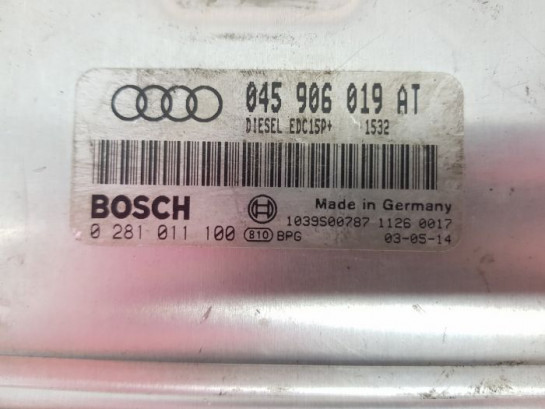 045 906 019 AT
DIESEL EDC15P+ 1532
BOSCH
Made in Germany
1039S00787 1126 0017
0 281 011 100 810 BPG 03-05-14